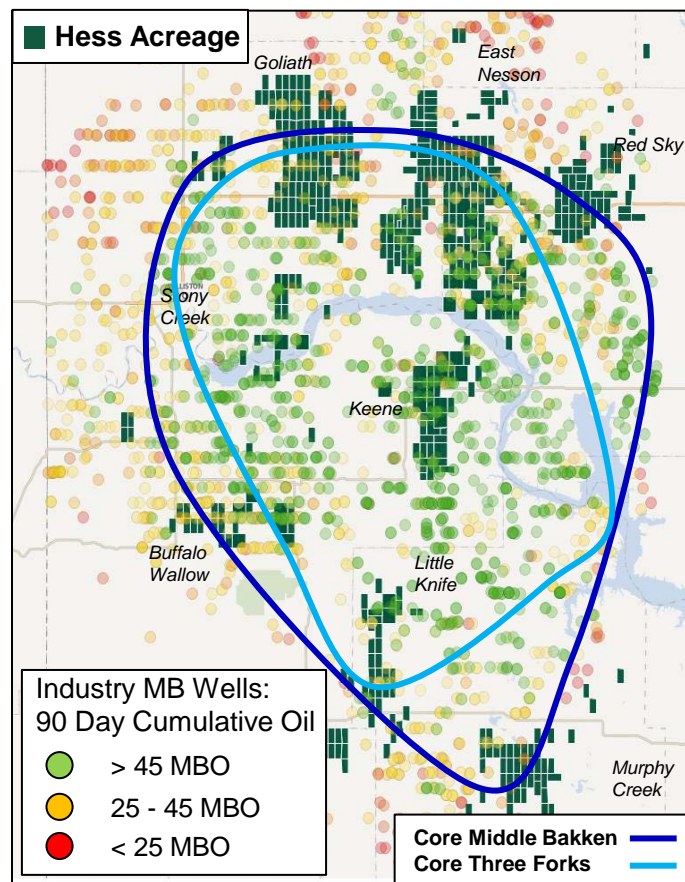 Hess Acreage
Goliath
East
Nesson
Red Sky
Stony
Creek
Keene
Buffalo
Wallow
Little
Knife
Industry MB Wells:
90 Day Cumulative Oil
> 45 MBO
25 - 45 MBO
< 25 MBO
Murphy
Creek
Core Middle Bakken
Core Three Forks